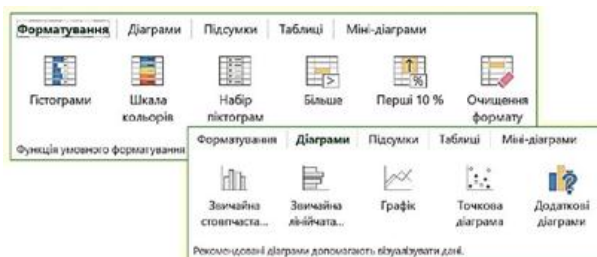 Форматування Діаграми Підсумки Таблиці Міні-діаграми
Гістограми Шкала кольорів Набір піктограм Більше Перші 10 % Очищення формату
Функція умовного форматування
Форматування Діаграми Підсумки Таблиці Міні-діаграми
Звичайна стовпчаста... Звичайна лінійчата... Графік Точкова діаграма Додаткові діаграми
Рекомендовані діаграми допомагають візуалізувати дані.